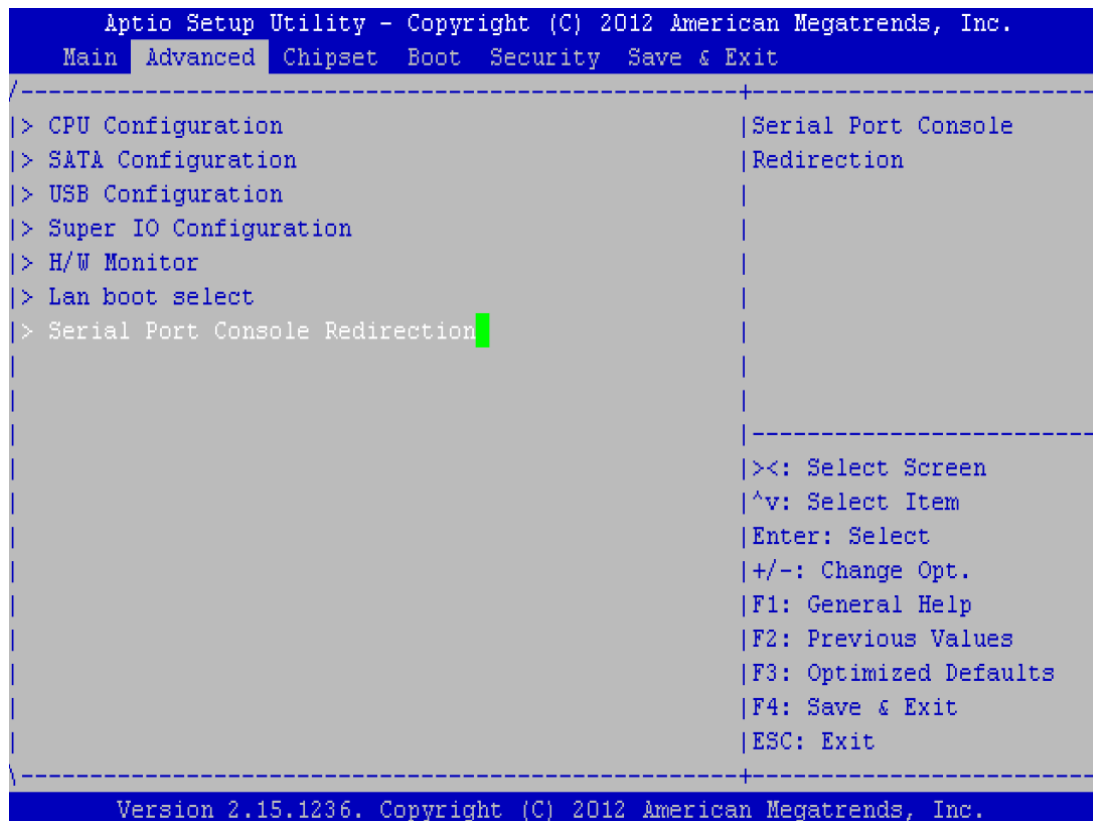 Aptio Setup Utility - Copyright (C) 2012 American Megatrends, Inc.
Main Advanced Chipset Boot Security Save & Exit
/----------------------------------------------------+-------------------------
|> CPU Configuration |Serial Port Console
|> SATA Configuration |Redirection
|> USB Configuration |
|> Super IO Configuration |
|> H/W Monitor |
|> Lan boot select |
|> Serial Port Console Redirection |
| |
| |
| |-------------------------
| |><: Select Screen
| |^v: Select Item
| |Enter: Select
| |+/-: Change Opt.
| |F1: General Help
| |F2: Previous Values
| |F3: Optimized Defaults
| |F4: Save & Exit
| |ESC: Exit
\----------------------------------------------------+-------------------------
Version 2.15.1236. Copyright (C) 2012 American Megatrends, Inc.